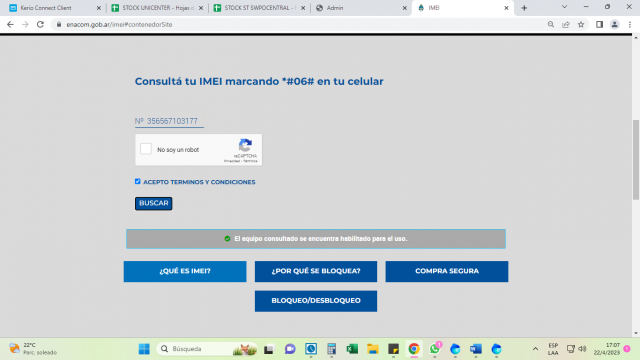 Kerio Connect Client
STOCK UNICENTER - Hojas d
STOCK ST SWPOCENTRAL -
Admin
IMEI
enacom.gob.ar/imei#contenedorSite
Consultá tu IMEI marcando *#06# en tu celular
Nº 356567103177
No soy un robot
reCAPTCHA
Privacidad - Términos
ACEPTO TERMINOS Y CONDICIONES
BUSCAR
El equipo consultado se encuentra habilitado para el uso.
¿QUÉ ES IMEI?
¿POR QUÉ SE BLOQUEA?
COMPRA SEGURA
BLOQUEO/DESBLOQUEO
22°C
Parc. soleado
Búsqueda
ESP
LAA
17:07
22/4/2023